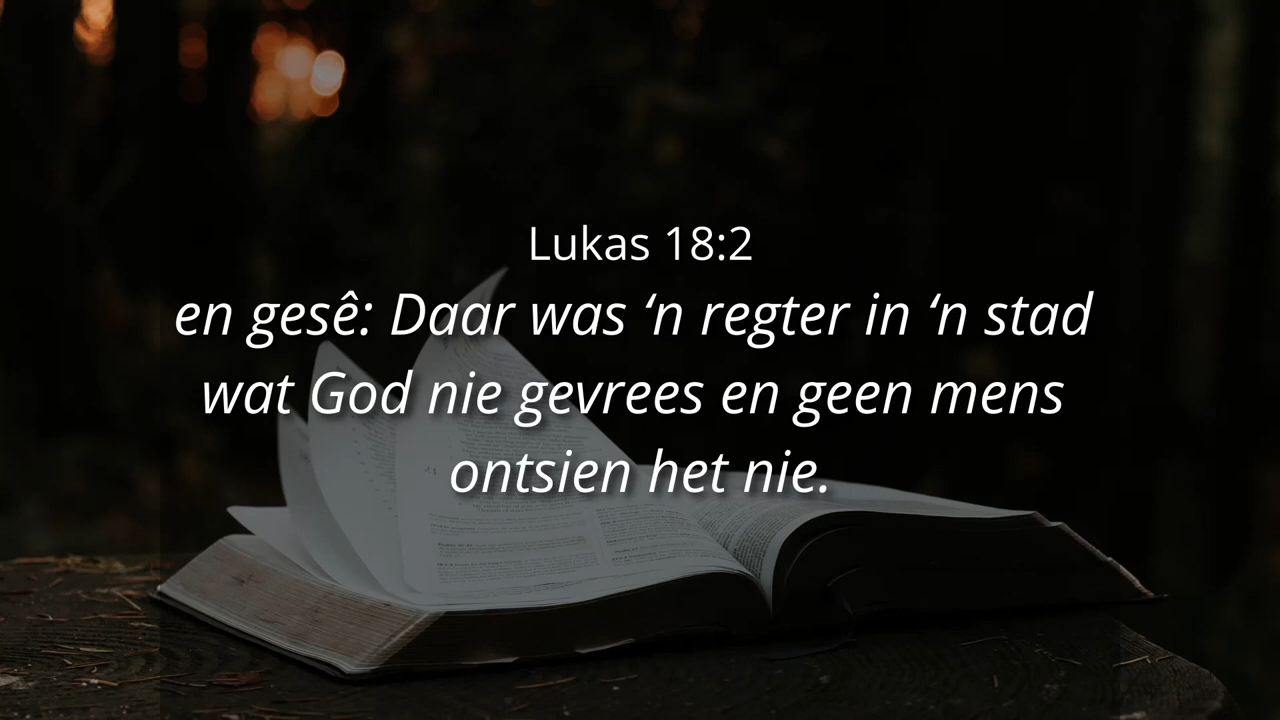 Lukas 18:2
en gesê: Daar was ‘n regter in ‘n stad
wat God nie gevrees en geen mens
ontsien het nie.